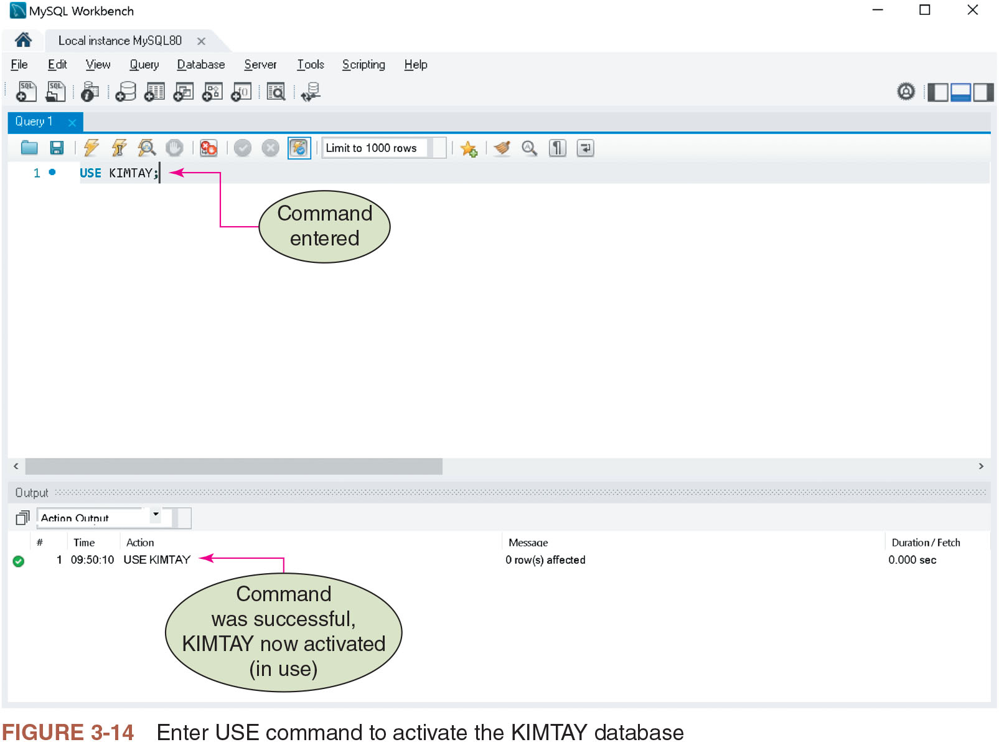 MySQL Workbench
Local instance MySQL80
File Edit View Query Database Server Tools Scripting Help
SQL SQL f()
Query 1
Limit to 1000 rows
1 USE KIMTAY;
Command
entered
Output
Action Output
# Time Action Message Duration / Fetch
1 09:50:10 USE KIMTAY 0 row(s) affected 0.000 sec
Command
was successful,
KIMTAY now activated
(in use)
FIGURE 3-14 Enter USE command to activate the KIMTAY database